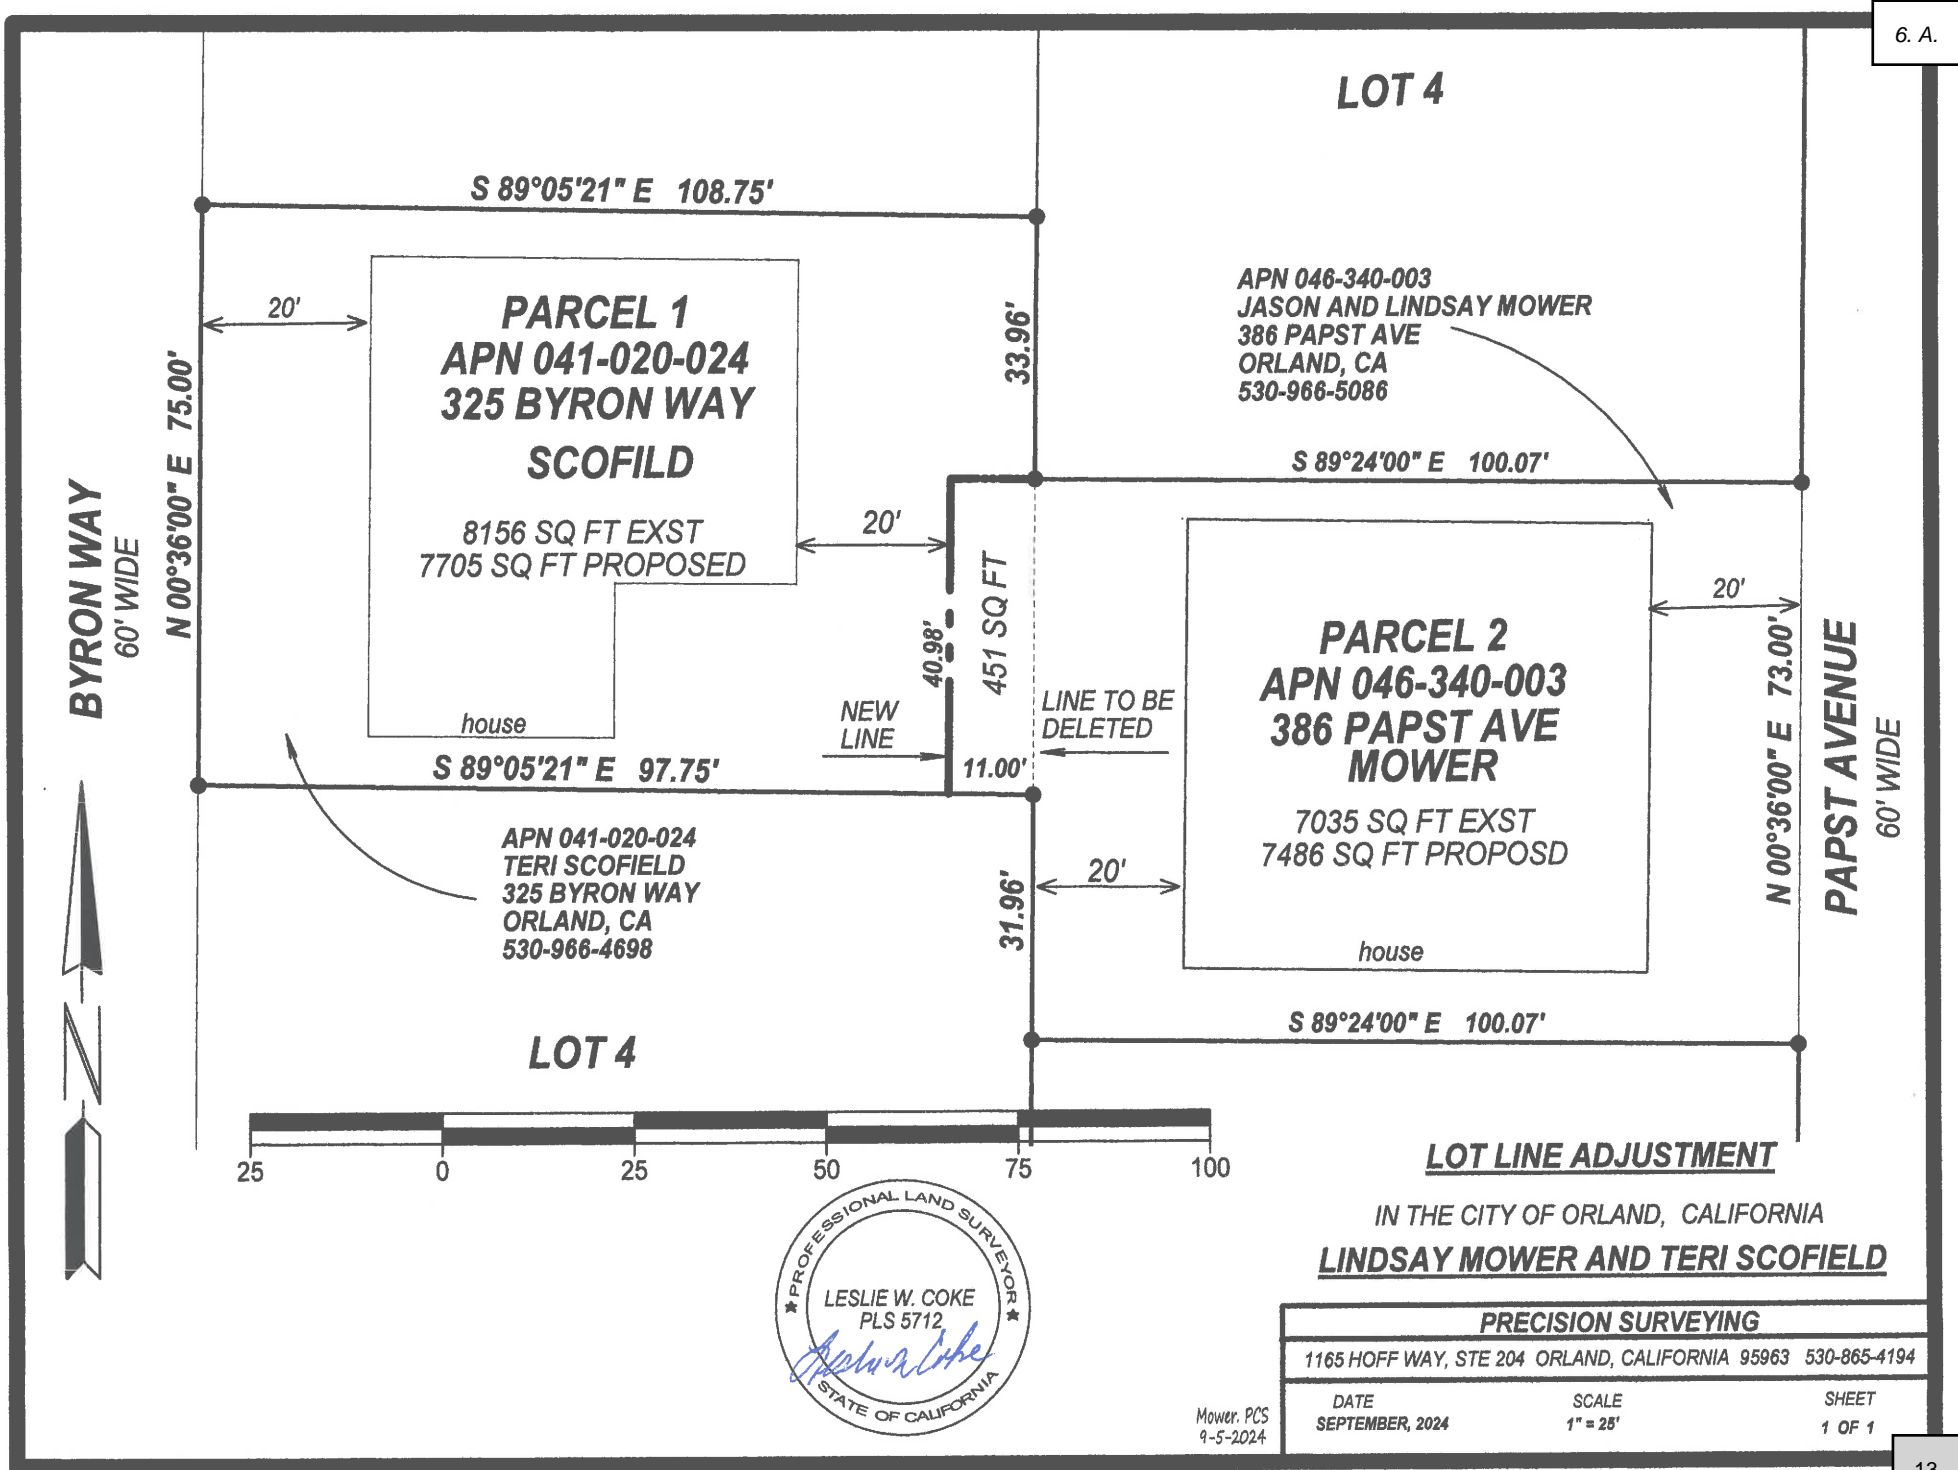 6. A.
LOT 4
S 89°05'21" E 108.75'
20'
PARCEL 1
APN 041-020-024
325 BYRON WAY
SCOFILD
8156 SQ FT EXST
7705 SQ FT PROPOSED
house
N 00°36'00" E 75.00'
BYRON WAY
60' WIDE
33.96'
APN 046-340-003
JASON AND LINDSAY MOWER
386 PAPST AVE
ORLAND, CA
530-966-5086
S 89°24'00" E 100.07'
20'
40.98'
451 SQ FT
NEW
LINE
LINE TO BE
DELETED
11.00'
S 89°05'21" E 97.75'
20'
PARCEL 2
APN 046-340-003
386 PAPST AVE
MOWER
7035 SQ FT EXST
7486 SQ FT PROPOSD
house
N 00°36'00" E 73.00'
PAPST AVENUE
60' WIDE
APN 041-020-024
TERI SCOFIELD
325 BYRON WAY
ORLAND, CA
530-966-4698
31.96'
20'
S 89°24'00" E 100.07'
LOT 4
N
25 0 25 50 75 100
PROFESSIONAL LAND SURVEYOR
LESLIE W. COKE
PLS 5712
STATE OF CALIFORNIA
LOT LINE ADJUSTMENT
IN THE CITY OF ORLAND, CALIFORNIA
LINDSAY MOWER AND TERI SCOFIELD
PRECISION SURVEYING
1165 HOFF WAY, STE 204 ORLAND, CALIFORNIA 95963 530-865-4194
DATE SCALE SHEET
SEPTEMBER, 2024 1" = 25' 1 OF 1
Mower. PCS
9-5-2024
13